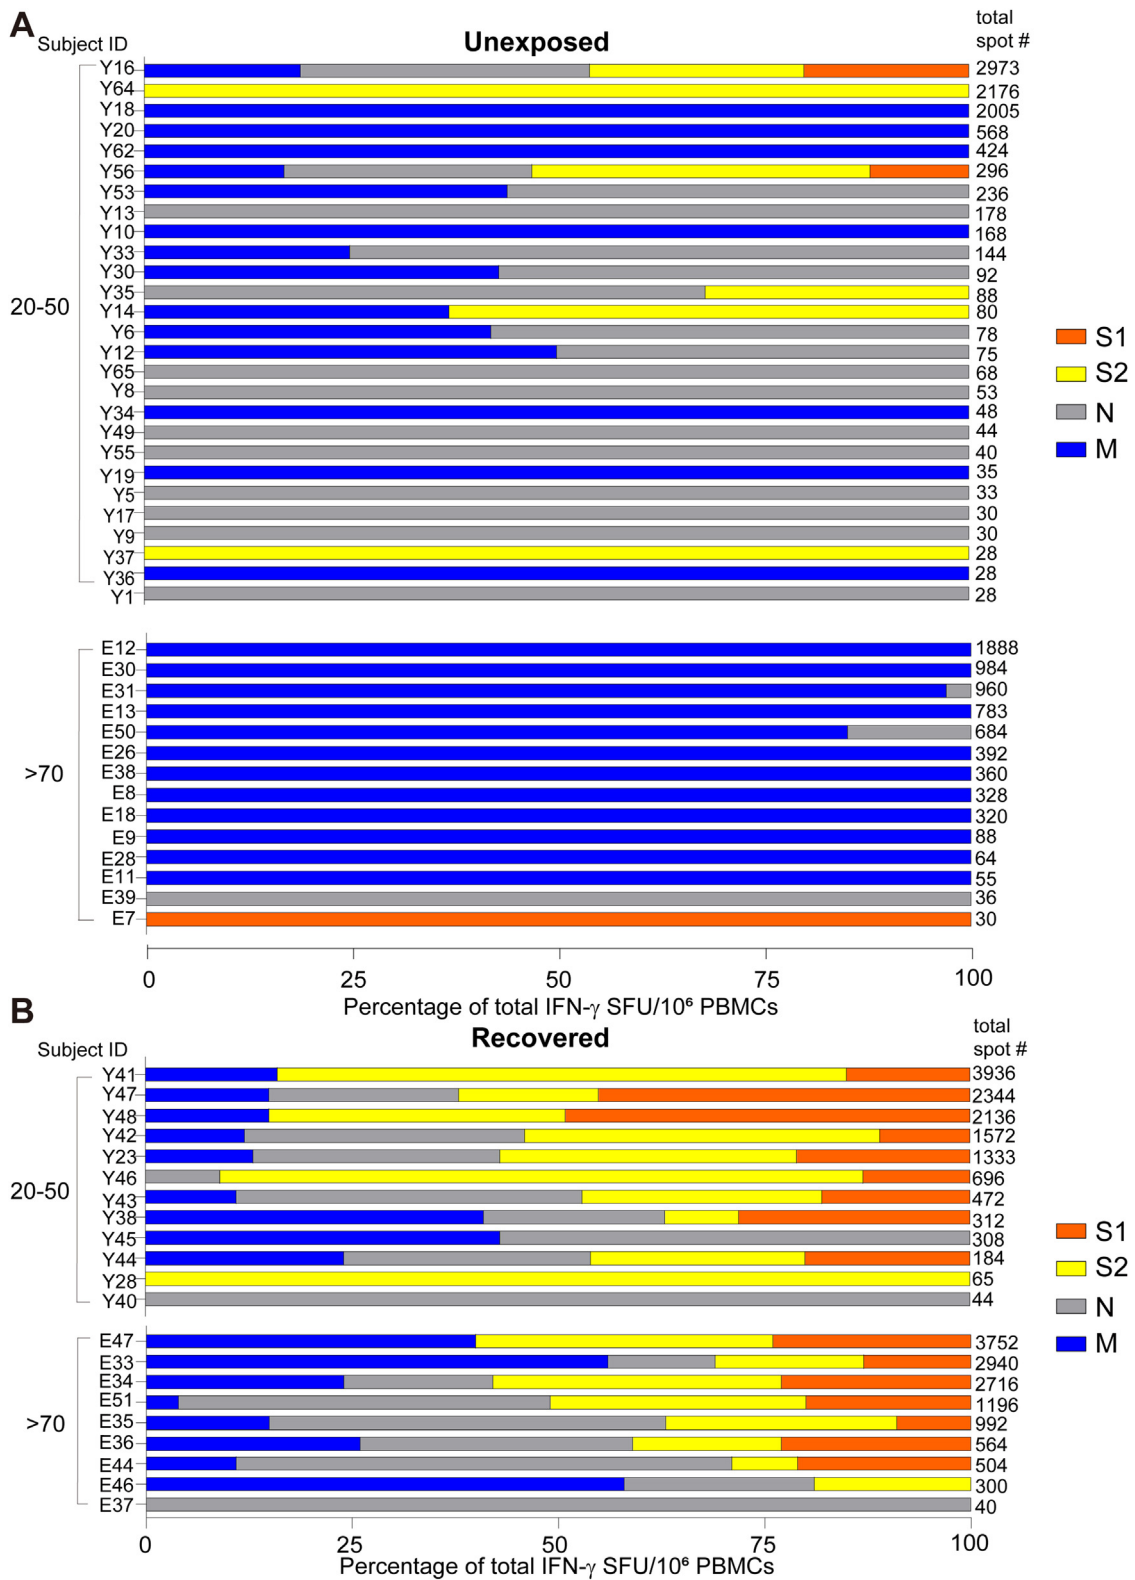 A
Subject ID
Unexposed
total
spot #
Y16 2973
Y64 2176
Y18 2005
Y20 568
Y62 424
Y56 296
Y53 236
Y13 178
Y10 168
Y33 144
Y30 92
Y35 88
20-50
Y14 80
Y6 78
Y12 75
Y65 68
Y8 53
Y34 48
Y49 44
Y55 40
Y19 35
Y5 33
Y17 30
Y9 30
Y37 28
Y36 28
Y1 28
S1
S2
N
M
E12 1888
E30 984
E31 960
E13 783
E50 684
E26 392
>70
E38 360
E8 328
E18 320
E9 88
E28 64
E11 55
E39 36
E7 30
0 25 50 75 100
Percentage of total IFN-γ SFU/10⁶ PBMCs
B
Subject ID
Recovered
total
spot #
Y41 3936
Y47 2344
Y48 2136
Y42 1572
Y23 1333
Y46 696
20-50
Y43 472
Y38 312
Y45 308
Y44 184
Y28 65
Y40 44
S1
S2
N
M
E47 3752
E33 2940
E34 2716
E51 1196
>70
E35 992
E36 564
E44 504
E46 300
E37 40
0 25 50 75 100
Percentage of total IFN-γ SFU/10⁶ PBMCs